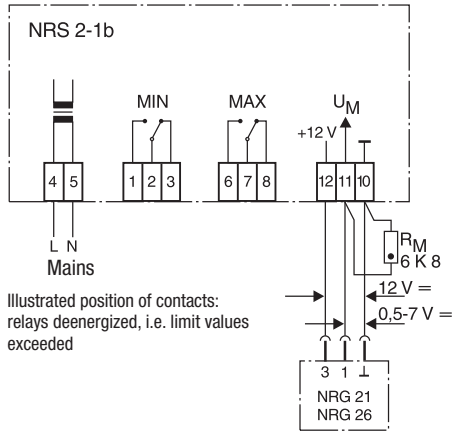 NRS 2-1b
MIN MAX U M
+12 V
4 5 1 2 3 6 7 8 12 11 10
L N
Mains
R M
6 K 8
Illustrated position of contacts:
relays deenergized, i.e. limit values
exceeded
12 V =
0,5-7 V =
3 1 ⊥
NRG 21
NRG 26